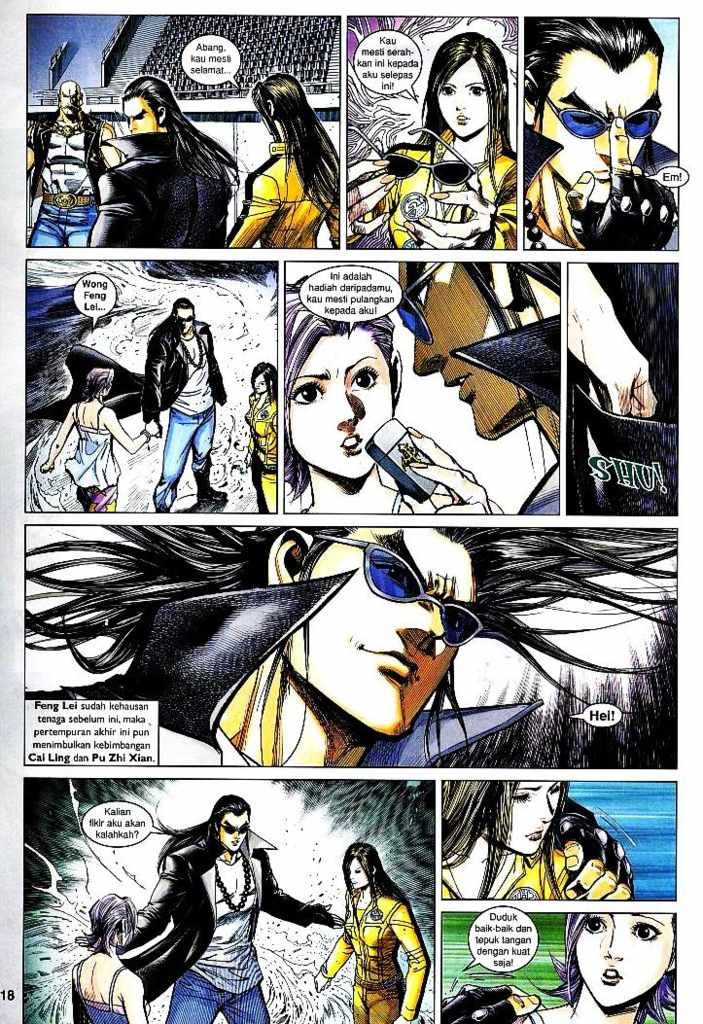 Abang,
kau mesti
selamat...
Kau
mesti serah-
kan ini kepada
aku selepas
ini!
Em!
Wong
Feng
Lei...
Ini adalah
hadiah daripadamu,
kau mesti pulangkan
kepada aku!
SHU!
Feng Lei sudah kehausan
tenaga sebelum ini, maka
pertempuran akhir ini pun
menimbulkan kebimbangan
Cai Ling dan Pu Zhi Xian.
Hei!
Kalian
fikir aku akan
kalahkah?
Duduk
baik-baik dan
tepuk tangan
dengan kuat
saja!
18